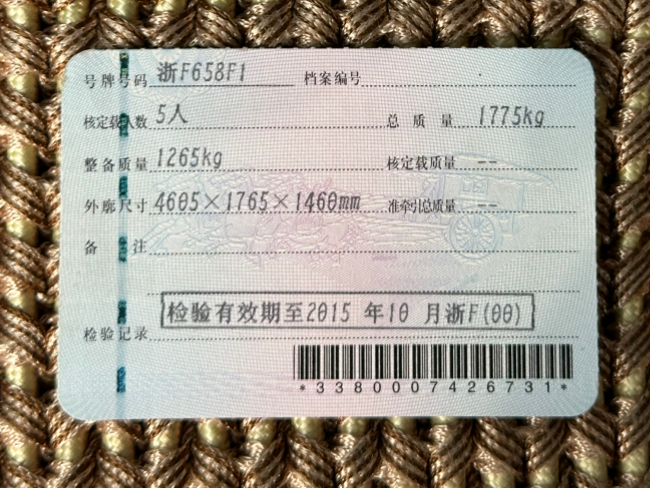 号牌号码 浙F658F1 档案编号
核定载人数 5人 总质量 1775kg
整备质量 1265kg 核定载质量 --
外廓尺寸 4605×1765×1460mm 准牵引总质量 --
备注
检验有效期至2015 年10 月浙F(00)
检验记录
*3380007426731*